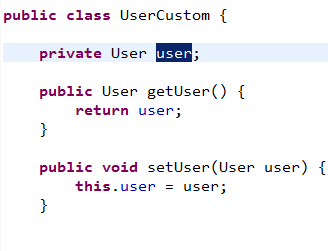 public class UserCustom {
private User user;
public User getUser() {
return user;
}
public void setUser(User user) {
this.user = user;
}